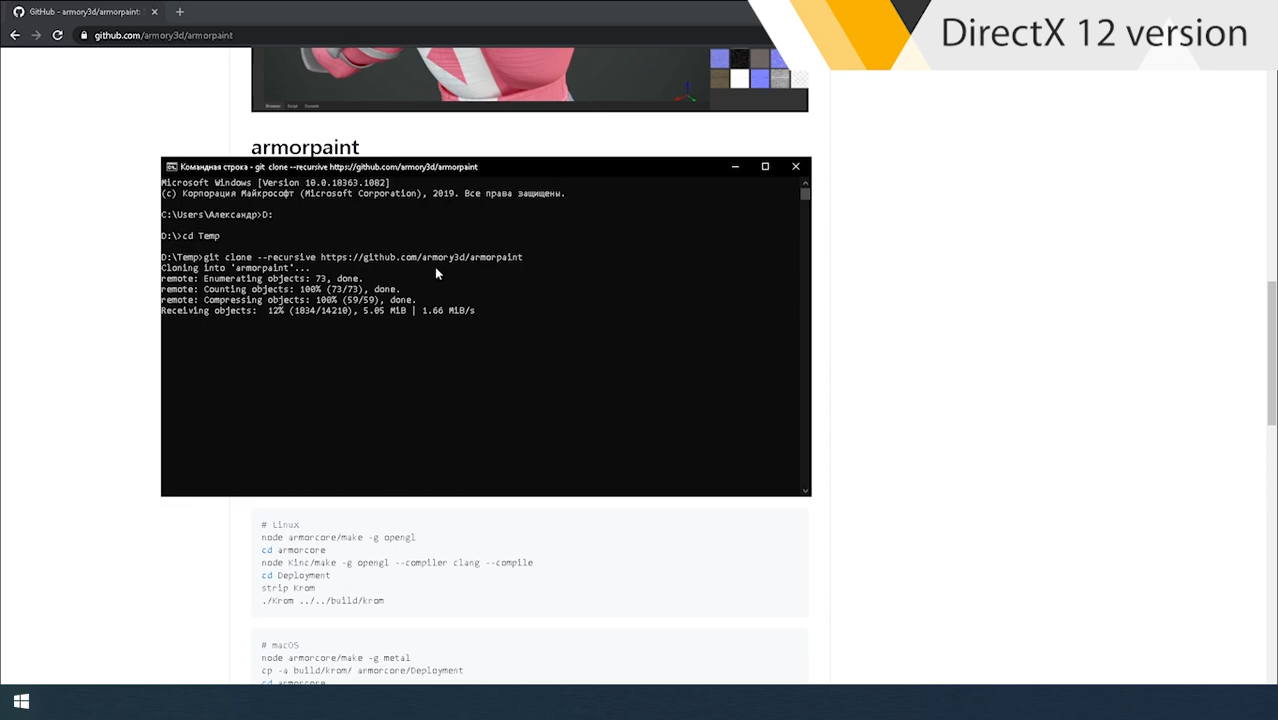 GitHub - armory3d/armorpaint:
DirectX 12 version
github.com/armory3d/armorpaint
Browser Script Console
armorpaint
Командная строка - git clone --recursive https://github.com/armory3d/armorpaint
Microsoft Windows [Version 10.0.18363.1082]
(c) Корпорация Майкрософт (Microsoft Corporation), 2019. Все права защищены.
C:\Users\Александр>D:
D:\>cd Temp
D:\Temp>git clone --recursive https://github.com/armory3d/armorpaint
Cloning into 'armorpaint'...
remote: Enumerating objects: 73, done.
remote: Counting objects: 100% (73/73), done.
remote: Compressing objects: 100% (59/59), done.
Receiving objects:  12% (1834/14210), 5.05 MiB | 1.66 MiB/s
# Linux
node armorcore/make -g opengl
cd armorcore
node Kinc/make -g opengl --compiler clang --compile
cd Deployment
strip Krom
./Krom ../../build/krom
# macOS
node armorcore/make -g metal
cp -a build/krom/ armorcore/Deployment
cd armorcore